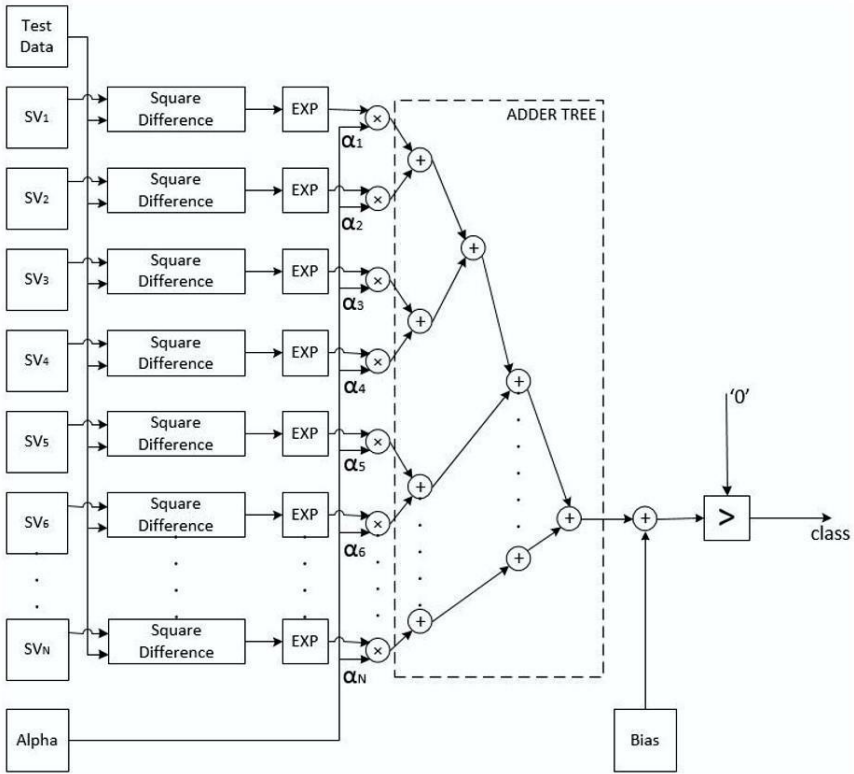 Test
Data
SV1
Square
Difference
EXP
×
α1
ADDER TREE
+
SV2
Square
Difference
EXP
×
α2
+
SV3
Square
Difference
EXP
×
α3
+
SV4
Square
Difference
EXP
×
α4
+
'0'
SV5
Square
Difference
EXP
×
α5
+
SV6
Square
Difference
EXP
×
α6
+
+
>
class
+
SVN
Square
Difference
EXP
×
αN
+
Alpha
Bias